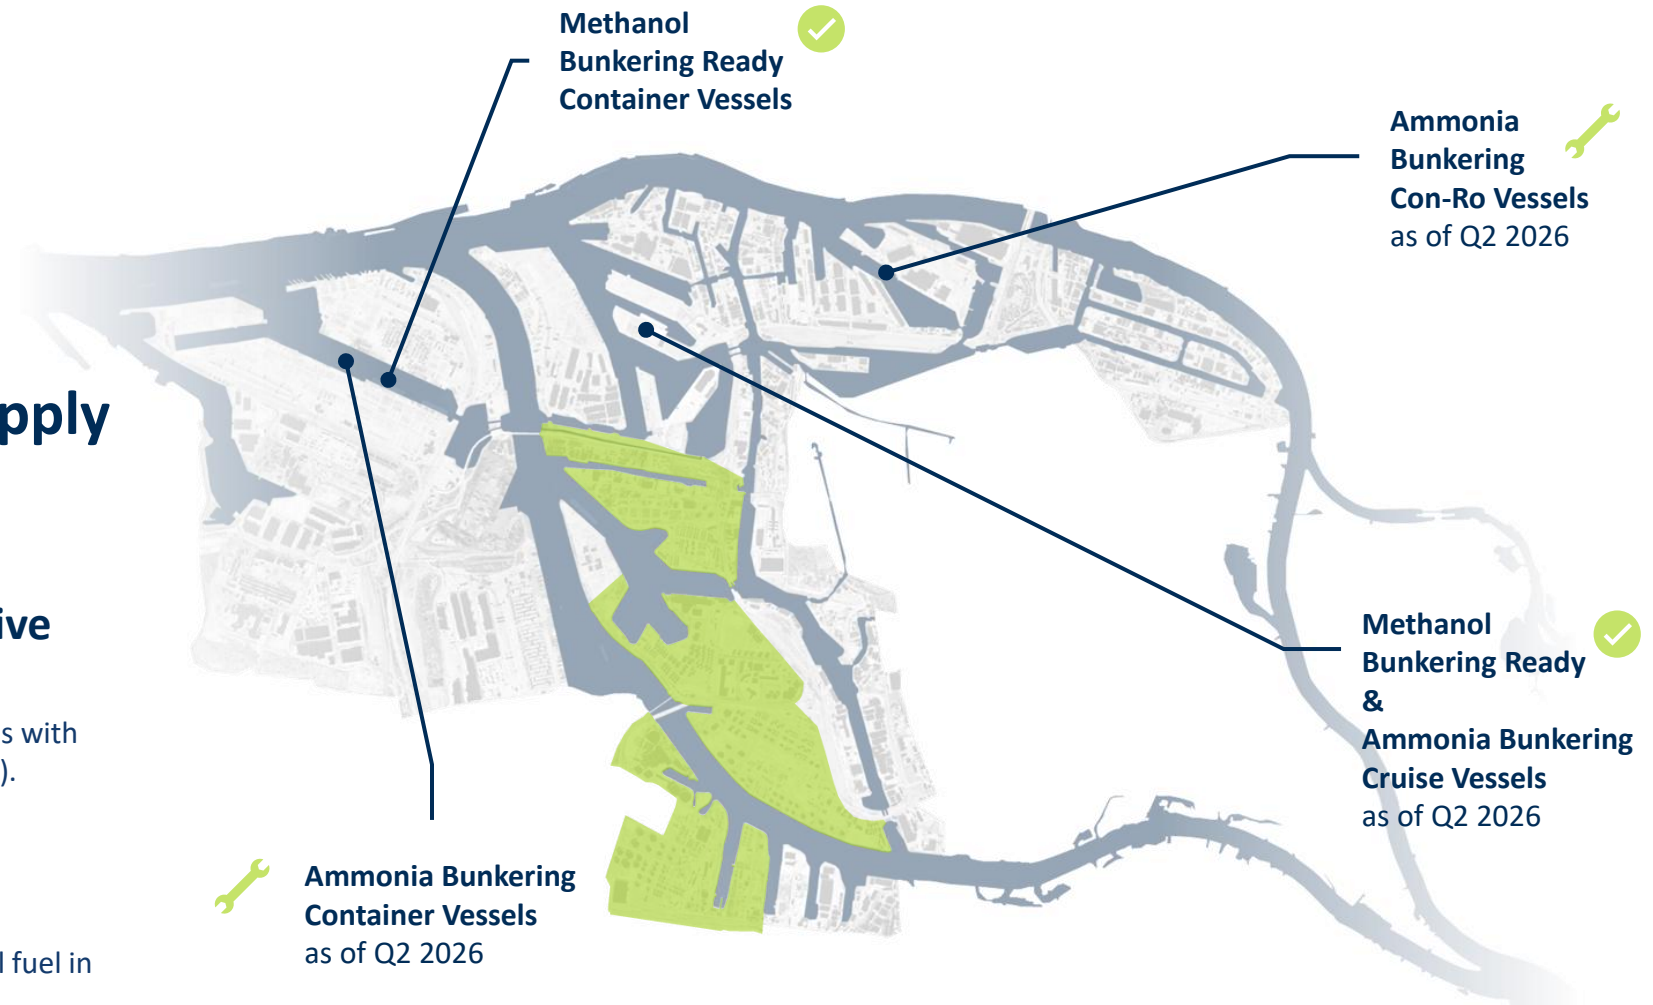 Methanol
Bunkering Ready
Container Vessels
Ammonia
Bunkering
Con-Ro Vessels
as of Q2 2026
pply
ive
s with
).
Methanol
Bunkering Ready
&
Ammonia Bunkering
Cruise Vessels
as of Q2 2026
Ammonia Bunkering
Container Vessels
as of Q2 2026
l fuel in